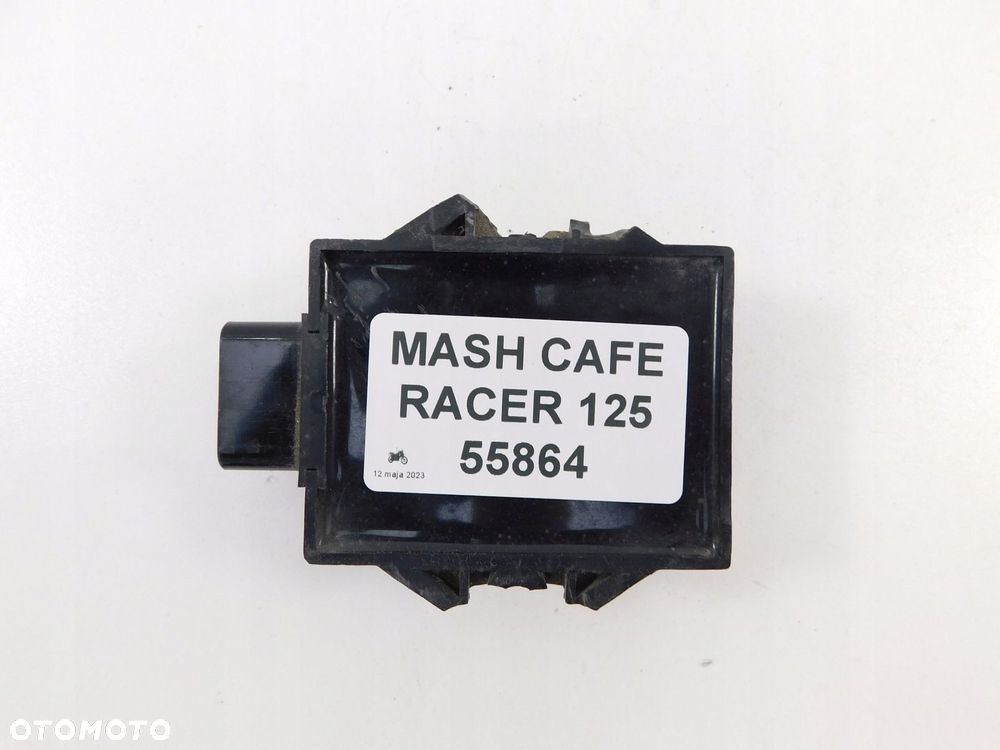 MASH CAFE
RACER 125
55864
12 maja 2023
OTOMOTO